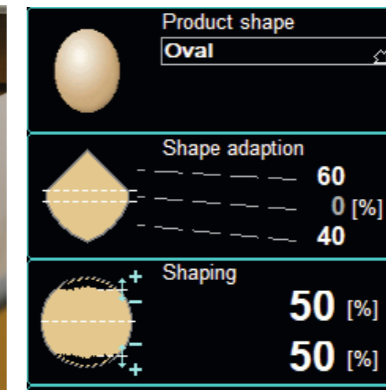 Product shape
Oval
Shape adaption
60
0 [%]
40
Shaping
+
−
50 [%]
−
+
50 [%]